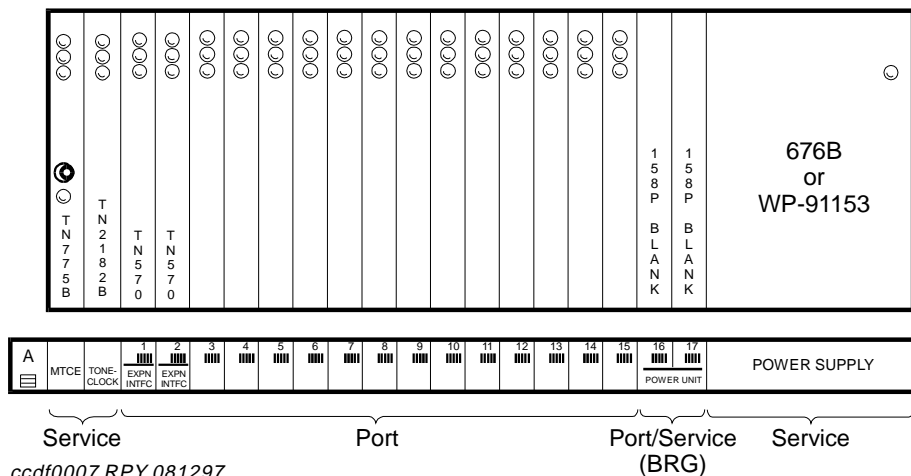 TN775B
TN2182B
TN570
TN570
158P BLANK
158P BLANK
676B
or
WP-91153
A
MTCE
TONE-
CLOCK
1
EXPN
INTFC
2
EXPN
INTFC
3
4
5
6
7
8
9
10
11
12
13
14
15
16
17
POWER UNIT
POWER SUPPLY
Service
Port
Port/Service
(BRG)
Service
ccdf0007 RPY 081297